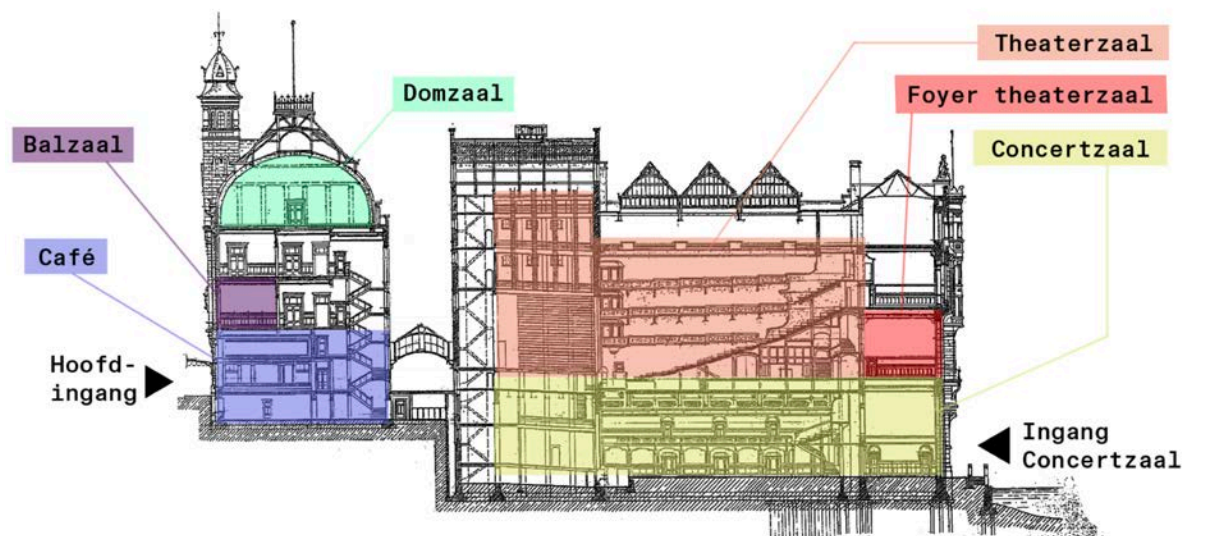 Theaterzaal
Domzaal
Foyer theaterzaal
Balzaal
Concertzaal
Café
Hoofd-
ingang
Ingang
Concertzaal